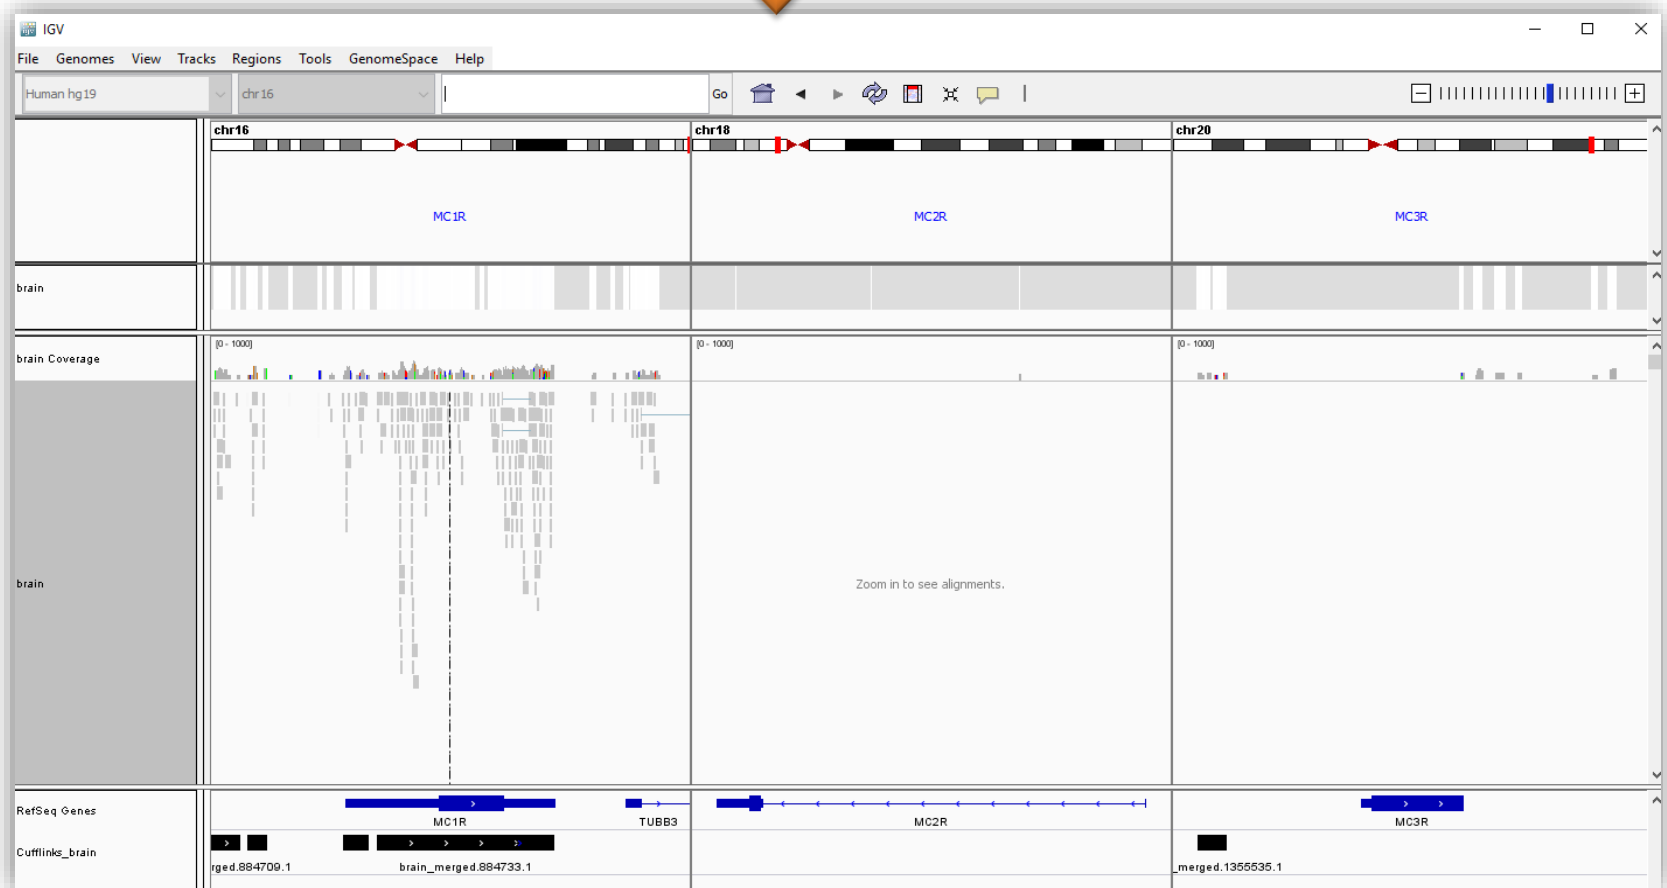 IGV
File Genomes View Tracks Regions Tools GenomeSpace Help
Human hg19 chr16 Go
chr16 chr18 chr20
MC1R MC2R MC3R
brain
brain Coverage [0 - 1000] [0 - 1000] [0 - 1000]
brain Zoom in to see alignments.
RefSeq Genes MC1R TUBB3 MC2R MC3R
Cufflinks_brain
rged.884709.1 brain_merged.884733.1 _merged.1355535.1